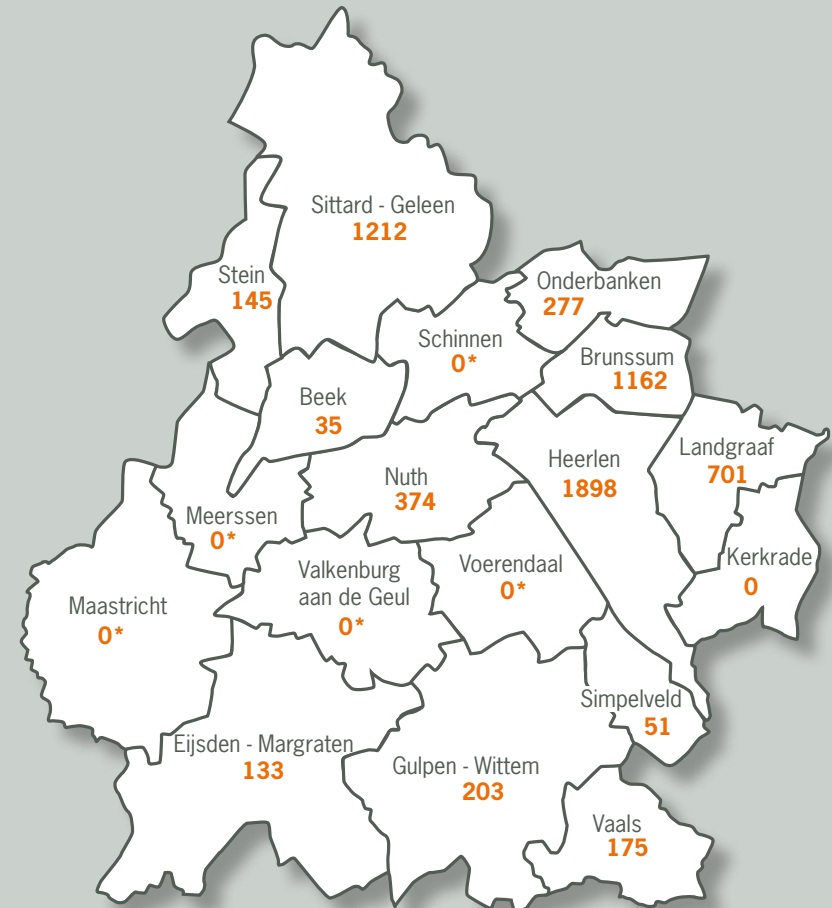 Sittard - Geleen
1212
Stein
145
Onderbanken
277
Schinnen
0*
Brunssum
1162
Beek
35
Landgraaf
701
Heerlen
1898
Nuth
374
Meerssen
0*
Kerkrade
0
Voerendaal
0*
Valkenburg
aan de Geul
0*
Maastricht
0*
Simpelveld
51
Eijsden - Margraten
133
Gulpen - Wittem
203
Vaals
175